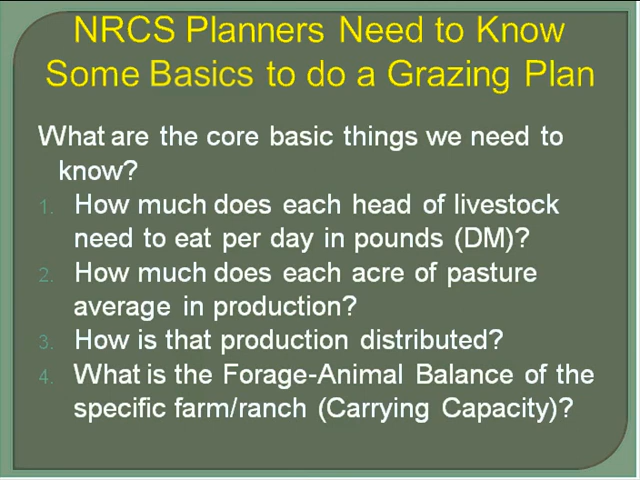 NRCS Planners Need to Know
Some Basics to do a Grazing Plan
What are the core basic things we need to
know?
1. How much does each head of livestock
need to eat per day in pounds (DM)?
2. How much does each acre of pasture
average in production?
3. How is that production distributed?
4. What is the Forage-Animal Balance of the
specific farm/ranch (Carrying Capacity)?